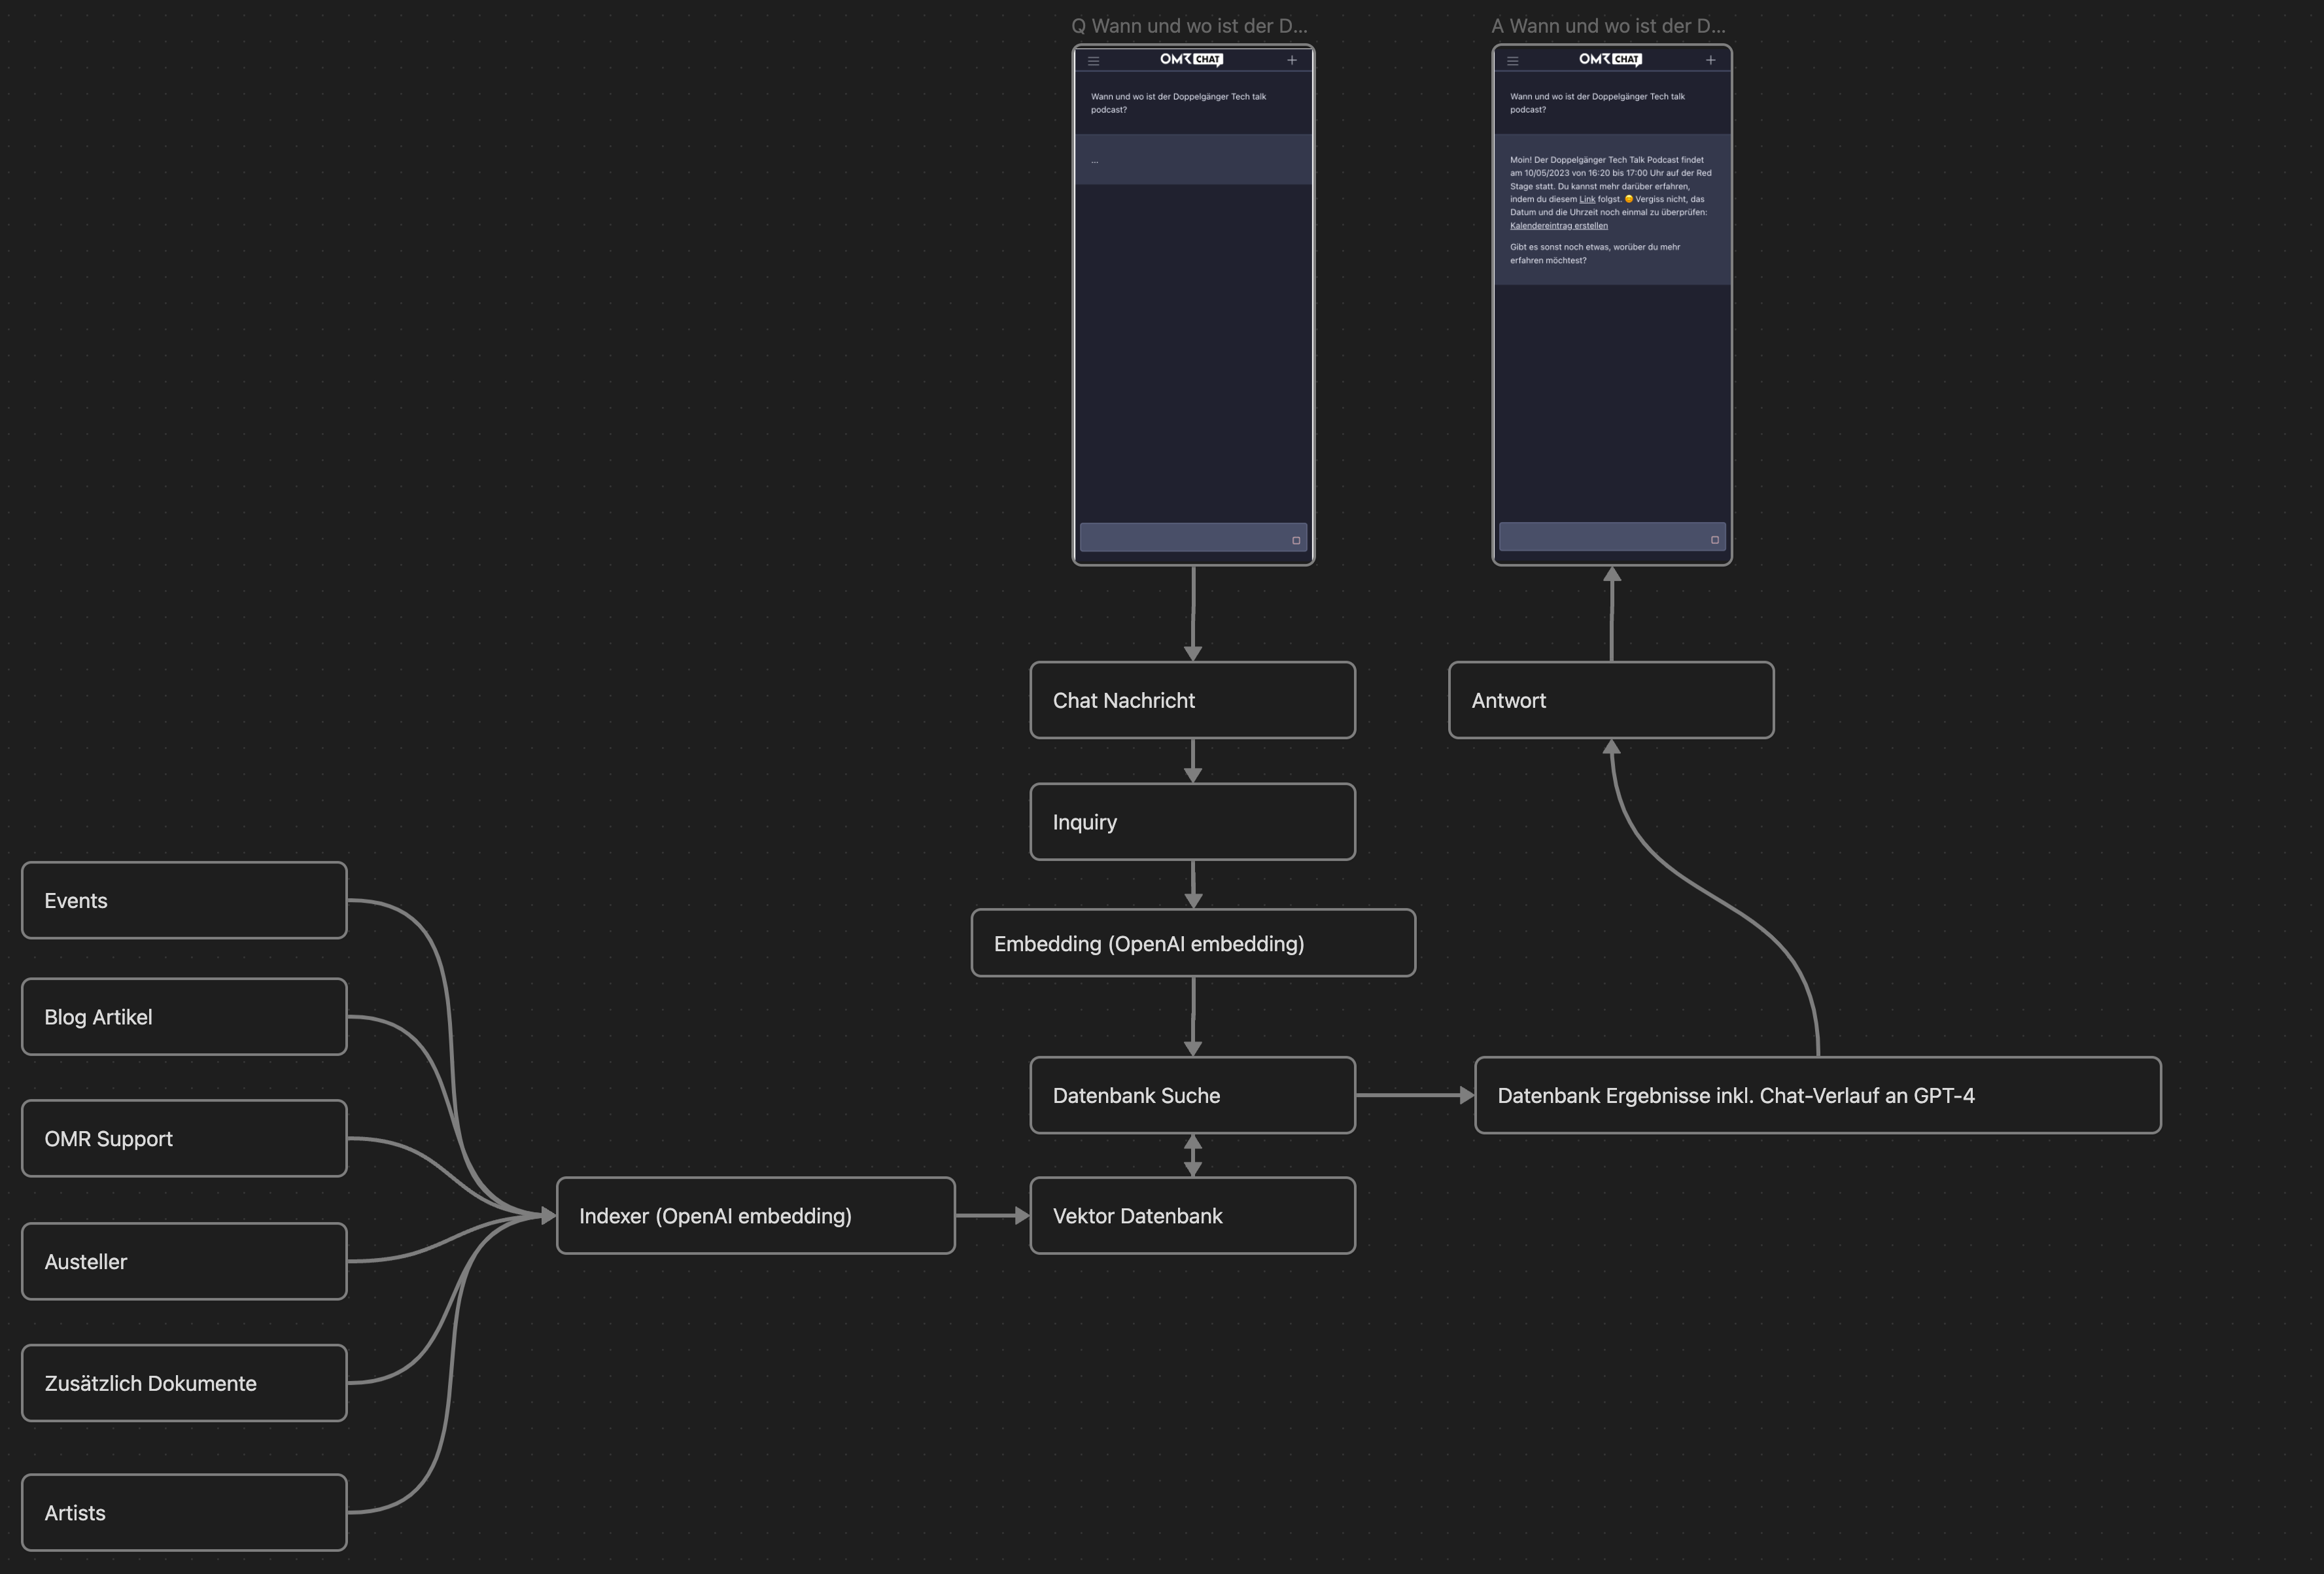 Q Wann und wo ist der D...
A Wann und wo ist der D...
OMR CHAT
Wann und wo ist der Doppelgänger Tech talk
podcast?
...
OMR CHAT
Wann und wo ist der Doppelgänger Tech talk
podcast?
Moin! Der Doppelgänger Tech Talk Podcast findet
am 10/05/2023 von 16:20 bis 17:00 Uhr auf der Red
Stage statt. Du kannst mehr darüber erfahren,
indem du diesem Link folgst. 😊 Vergiss nicht, das
Datum und die Uhrzeit noch einmal zu überprüfen:
Kalendereintrag erstellen
Gibt es sonst noch etwas, worüber du mehr
erfahren möchtest?
Chat Nachricht
Antwort
Inquiry
Events
Embedding (OpenAI embedding)
Blog Artikel
Datenbank Suche
Datenbank Ergebnisse inkl. Chat-Verlauf an GPT-4
OMR Support
Indexer (OpenAI embedding)
Vektor Datenbank
Austeller
Zusätzlich Dokumente
Artists